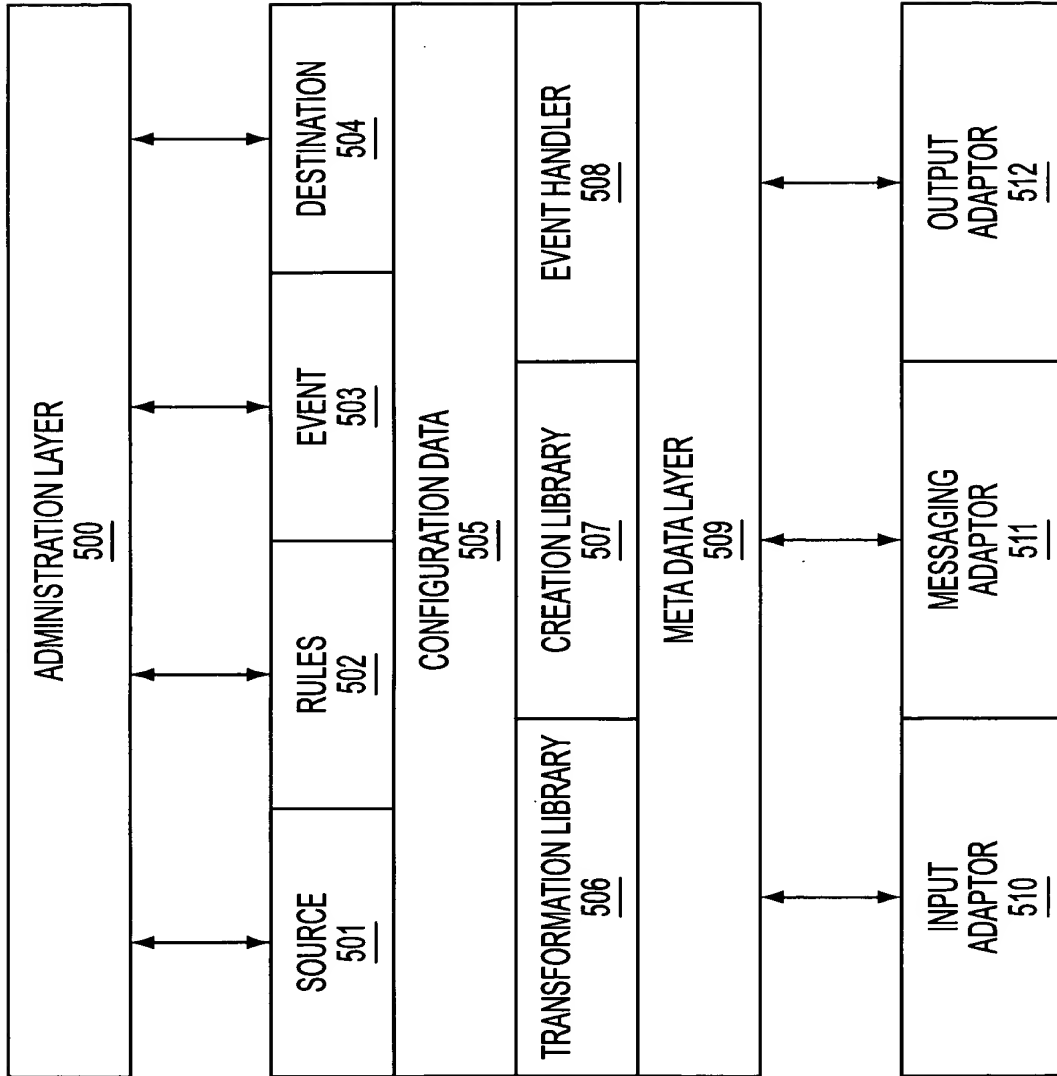 ADMINISTRATION LAYER
500
SOURCE
501
RULES
502
EVENT
503
DESTINATION
504
CONFIGURATION DATA
505
TRANSFORMATION LIBRARY
506
CREATION LIBRARY
507
EVENT HANDLER
508
META DATA LAYER
509
INPUT
ADAPTOR
510
MESSAGING
ADAPTOR
511
OUTPUT
ADAPTOR
512